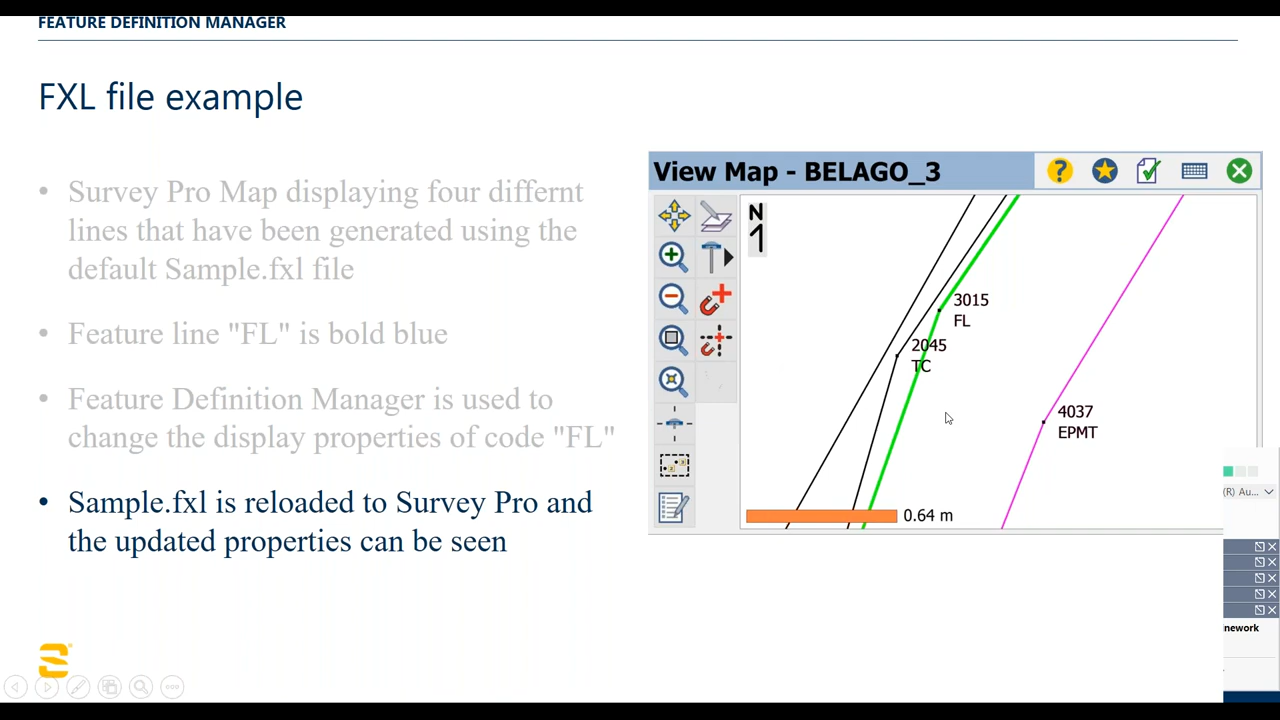 FEATURE DEFINITION MANAGER
FXL file example
• Survey Pro Map displaying four differnt
lines that have been generated using the
default Sample.fxl file
• Feature line "FL" is bold blue
• Feature Definition Manager is used to
change the display properties of code "FL"
• Sample.fxl is reloaded to Survey Pro and
the updated properties can be seen
View Map - BELAGO_3
N
1
3015
FL
2045
TC
4037
EPMT
0.64 m
(R) Au...
nework